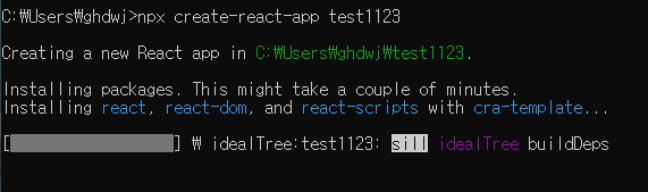 C:₩Users₩ghdwj>npx create-react-app test1123
Creating a new React app in C:₩Users₩ghdwj₩test1123.
Installing packages. This might take a couple of minutes.
Installing react, react-dom, and react-scripts with cra-template...
[                  ] ₩ idealTree:test1123: sill idealTree buildDeps